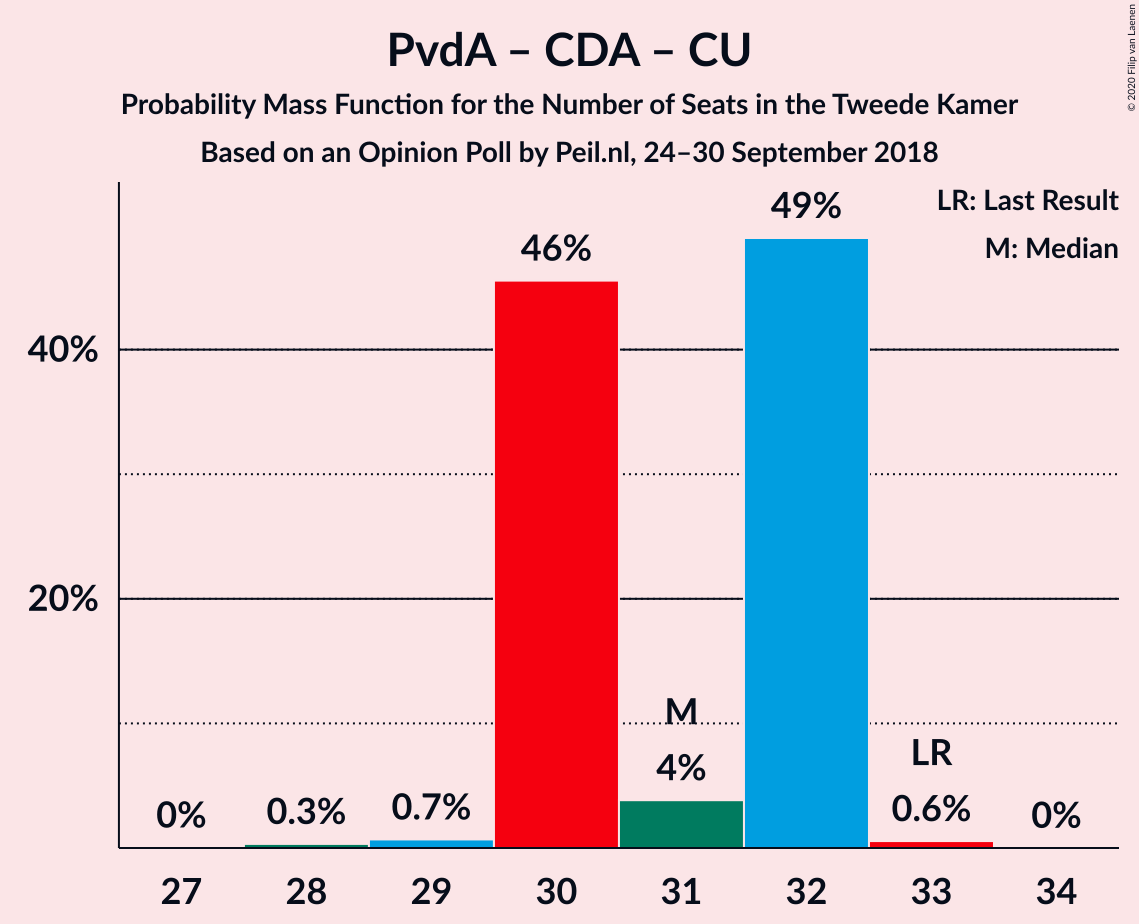 PvdA – CDA – CU
Probability Mass Function for the Number of Seats in the Tweede Kamer
Based on an Opinion Poll by Peil.nl, 24–30 September 2018
© 2020 Filip van Laenen
LR: Last Result
M: Median
40%
20%
0%
0.3%
0.7%
46%
M
4%
49%
LR
0.6%
0%
27 28 29 30 31 32 33 34